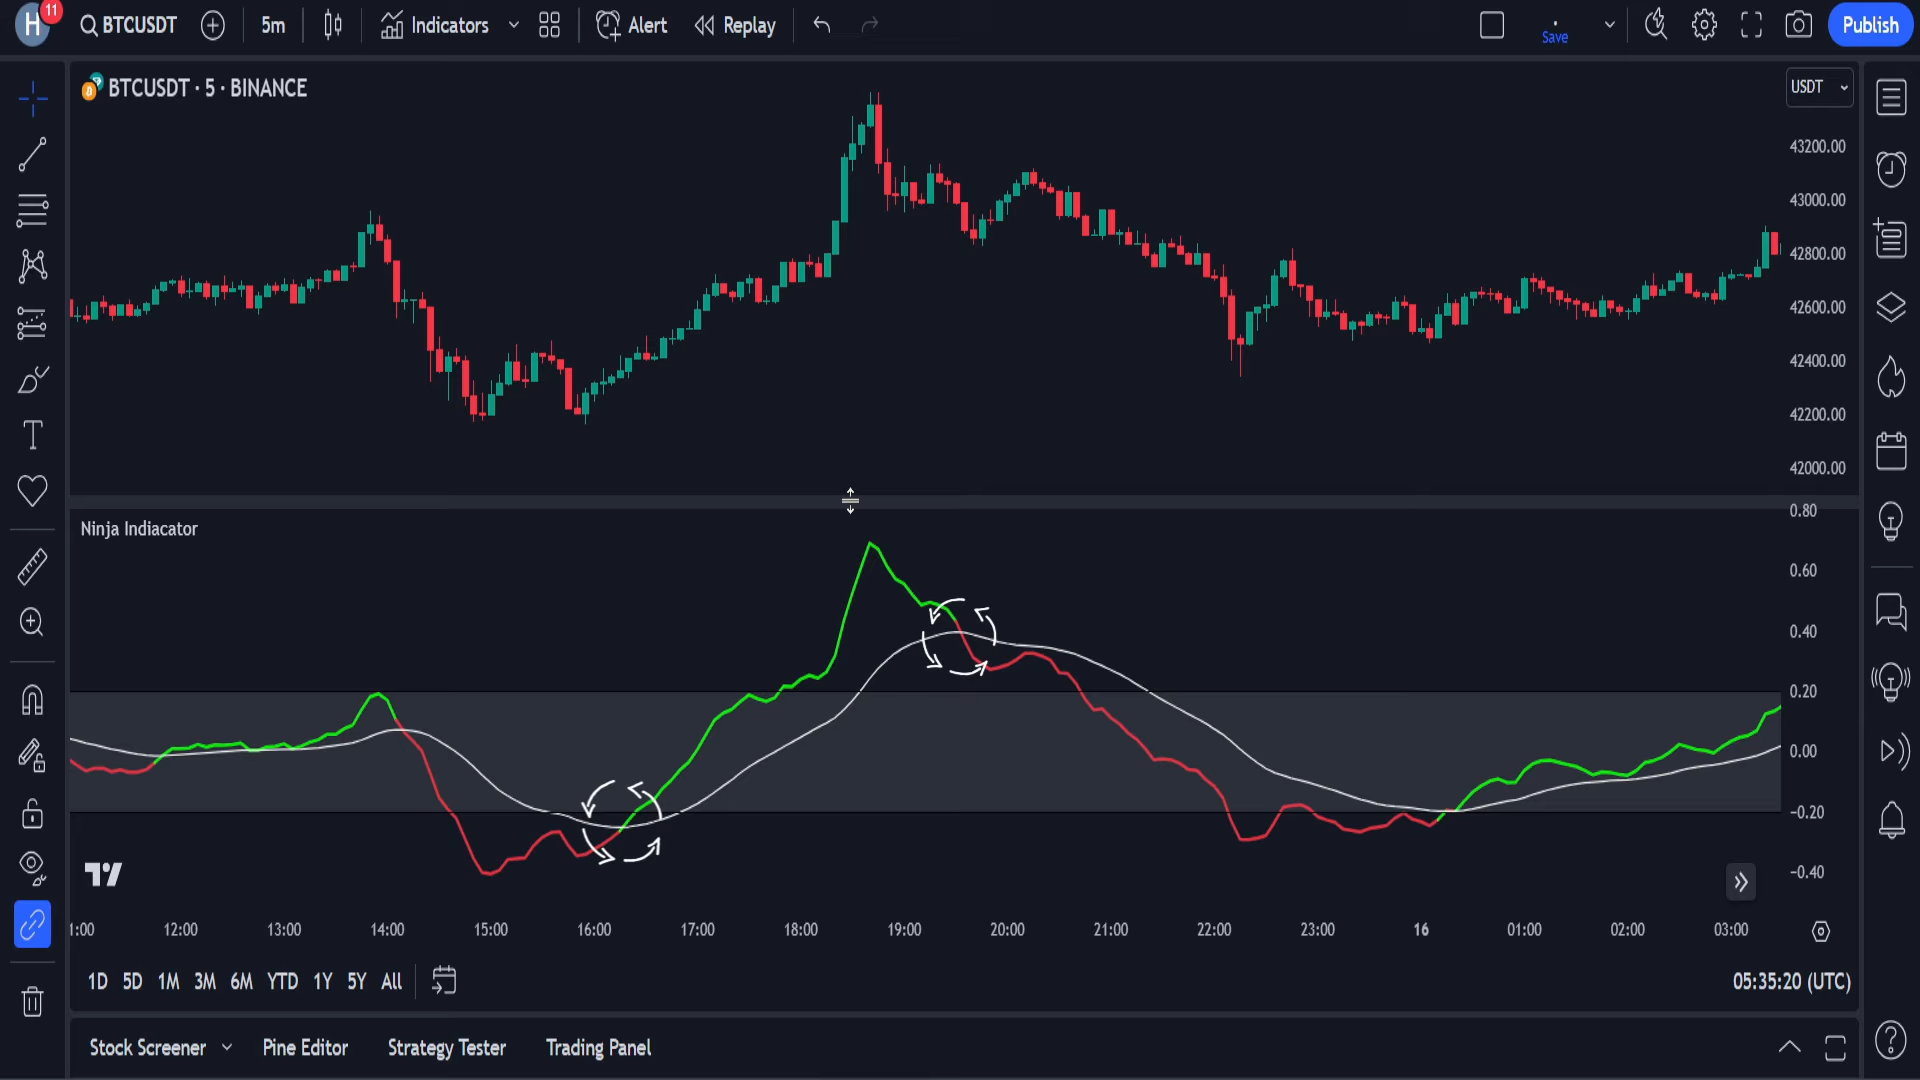 H 11 BTCUSDT 5m Indicators Alert Replay Save Publish
BTCUSDT · 5 · BINANCE
USDT
43200.00
43000.00
42800.00
42600.00
42400.00
42200.00
42000.00
Ninja Indiacator
0.80
0.60
0.40
0.20
0.00
−0.20
−0.40
1:00 12:00 13:00 14:00 15:00 16:00 17:00 18:00 19:00 20:00 21:00 22:00 23:00 16 01:00 02:00 03:00
1D 5D 1M 3M 6M YTD 1Y 5Y All 05:35:20 (UTC)
Stock Screener Pine Editor Strategy Tester Trading Panel